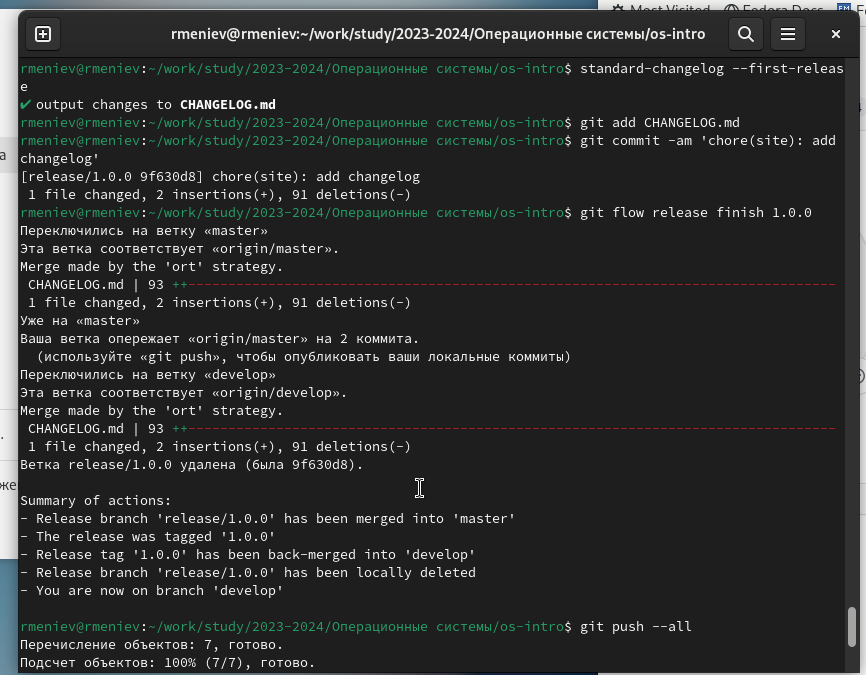 Most Visited Fedora Docs
rmeniev@rmeniev:~/work/study/2023-2024/Операционные системы/os-intro
rmeniev@rmeniev:~/work/study/2023-2024/Операционные системы/os-intro$ standard-changelog --first-releas
e
✔ output changes to CHANGELOG.md
rmeniev@rmeniev:~/work/study/2023-2024/Операционные системы/os-intro$ git add CHANGELOG.md
rmeniev@rmeniev:~/work/study/2023-2024/Операционные системы/os-intro$ git commit -am 'chore(site): add
changelog'
[release/1.0.0 9f630d8] chore(site): add changelog
1 file changed, 2 insertions(+), 91 deletions(-)
rmeniev@rmeniev:~/work/study/2023-2024/Операционные системы/os-intro$ git flow release finish 1.0.0
Переключились на ветку «master»
Эта ветка соответствует «origin/master».
Merge made by the 'ort' strategy.
CHANGELOG.md | 93 ++---------------------------------------------------------------------------------
1 file changed, 2 insertions(+), 91 deletions(-)
Уже на «master»
Ваша ветка опережает «origin/master» на 2 коммита.
(используйте «git push», чтобы опубликовать ваши локальные коммиты)
Переключились на ветку «develop»
Эта ветка соответствует «origin/develop».
Merge made by the 'ort' strategy.
CHANGELOG.md | 93 ++---------------------------------------------------------------------------------
1 file changed, 2 insertions(+), 91 deletions(-)
Ветка release/1.0.0 удалена (была 9f630d8).
Summary of actions:
- Release branch 'release/1.0.0' has been merged into 'master'
- The release was tagged '1.0.0'
- Release tag '1.0.0' has been back-merged into 'develop'
- Release branch 'release/1.0.0' has been locally deleted
- You are now on branch 'develop'
rmeniev@rmeniev:~/work/study/2023-2024/Операционные системы/os-intro$ git push --all
Перечисление объектов: 7, готово.
Подсчет объектов: 100% (7/7), готово.